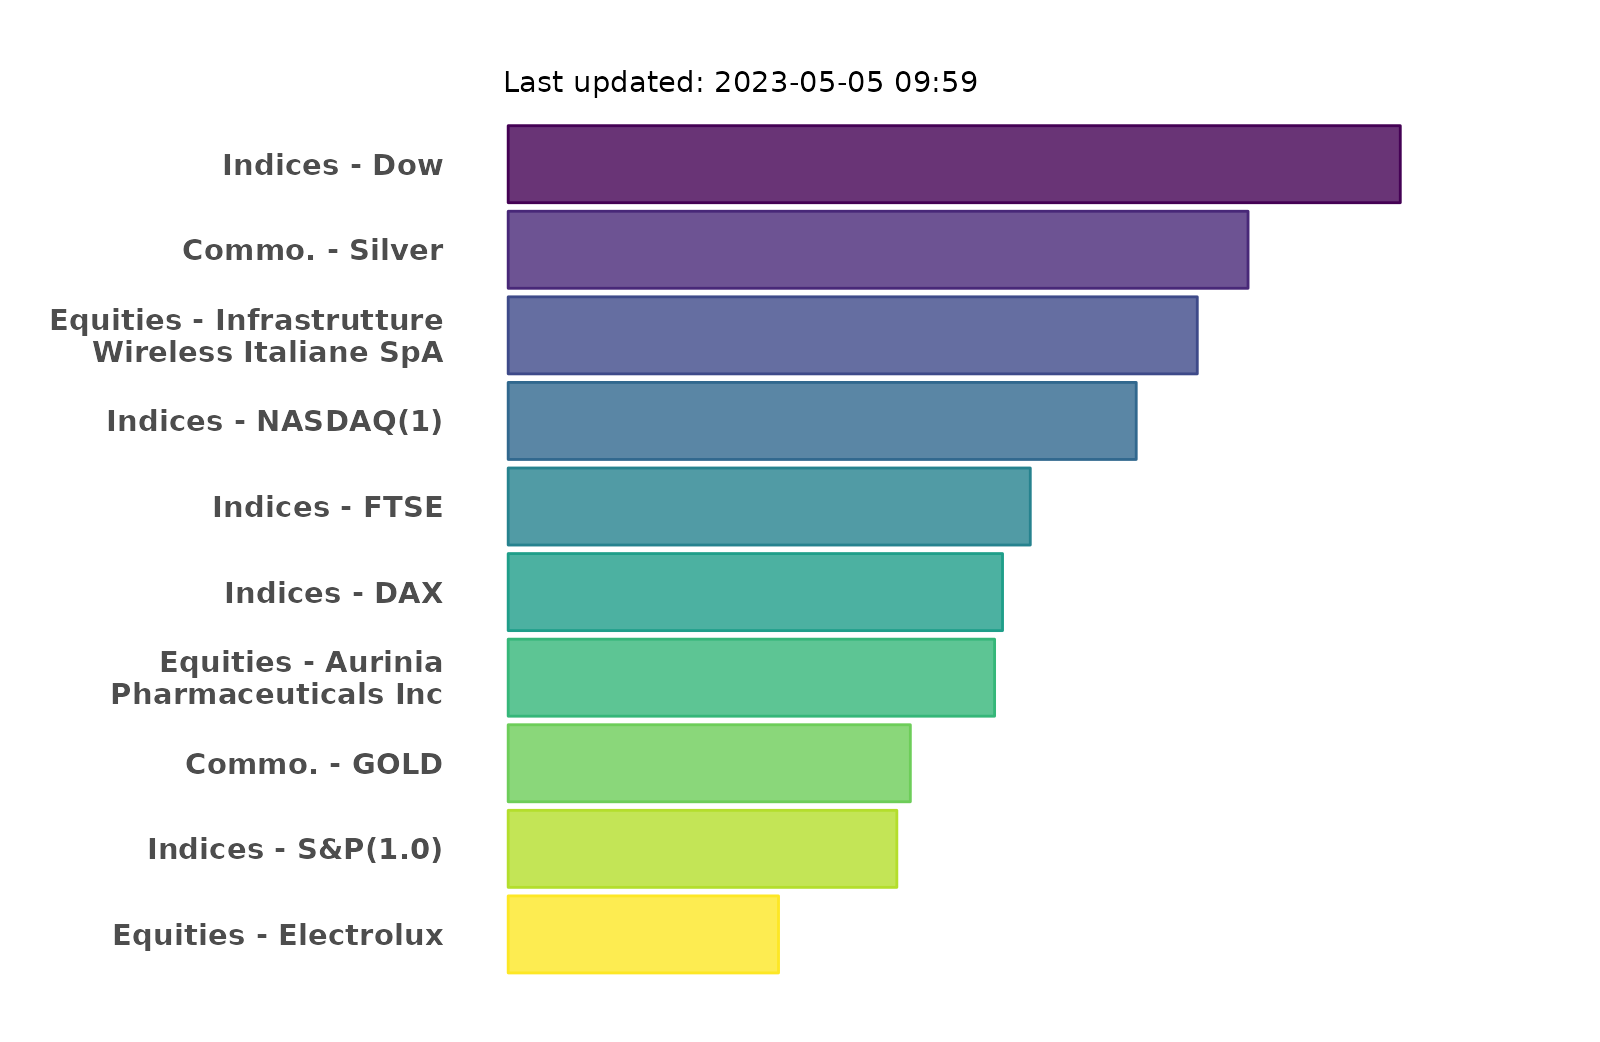 Last updated: 2023-05-05 09:59
Indices - Dow
Commo. - Silver
Equities - Infrastrutture
Wireless Italiane SpA
Indices - NASDAQ(1)
Indices - FTSE
Indices - DAX
Equities - Aurinia
Pharmaceuticals Inc
Commo. - GOLD
Indices - S&P(1.0)
Equities - Electrolux